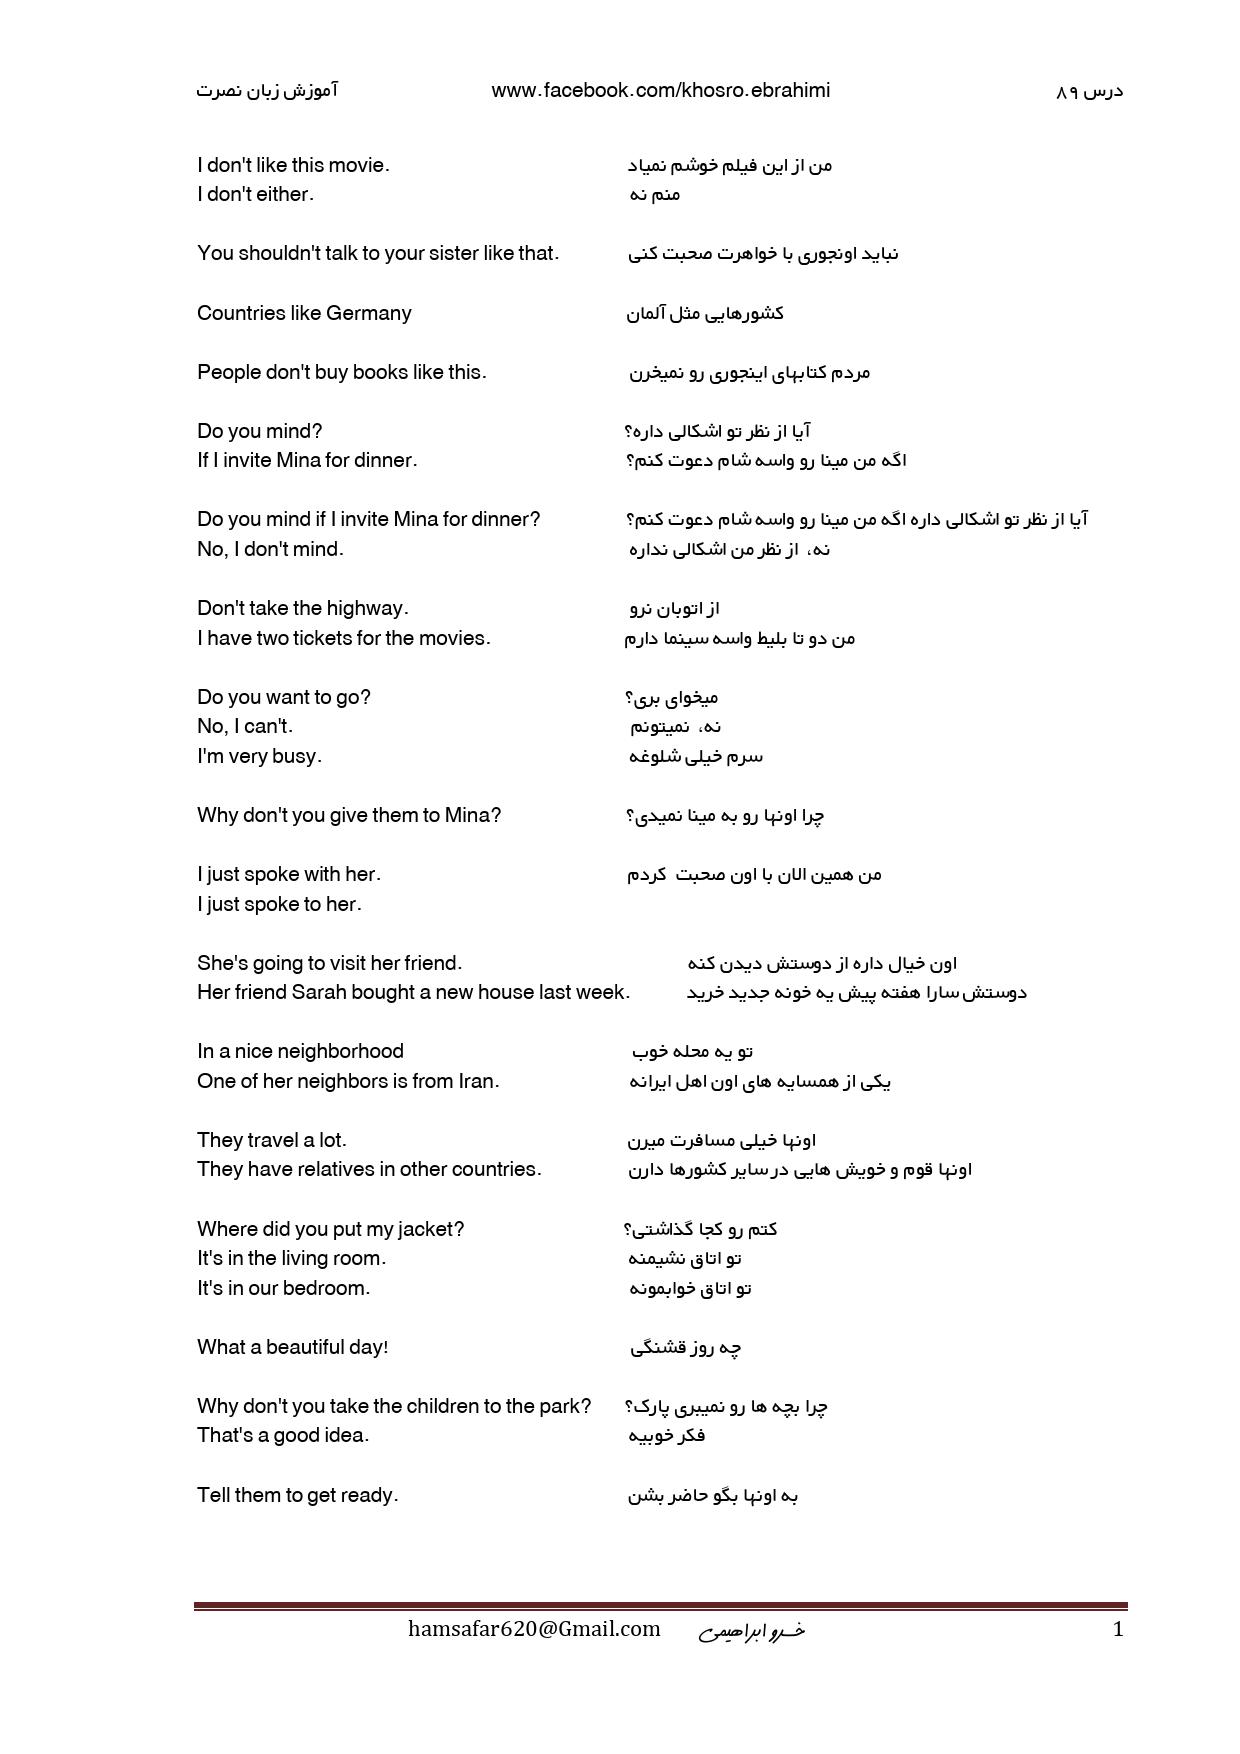 آموزش زبان نصرت www.facebook.com/khosro.ebrahimi درس ۸۹
I don't like this movie. من از این فیلم خوشم نمیاد
I don't either. منم نه
You shouldn't talk to your sister like that. نباید اونجوری با خواهرت صحبت کنی
Countries like Germany کشورهایی مثل آلمان
People don't buy books like this. مردم کتابهای اینجوری رو نمیخرن
Do you mind? آیا از نظر تو اشکالی داره؟
If I invite Mina for dinner. اگه من مینا رو واسه شام دعوت کنم؟
Do you mind if I invite Mina for dinner? آیا از نظر تو اشکالی داره اگه من مینا رو واسه شام دعوت کنم؟
No, I don't mind. نه، از نظر من اشکالی نداره
Don't take the highway. از اتوبان نرو
I have two tickets for the movies. من دو تا بلیط واسه سینما دارم
Do you want to go? میخوای بری؟
No, I can't. نه، نمیتونم
I'm very busy. سرم خیلی شلوغه
Why don't you give them to Mina? چرا اونها رو به مینا نمیدی؟
I just spoke with her. من همین الان با اون صحبت کردم
I just spoke to her.
She's going to visit her friend. اون خیال داره از دوستش دیدن کنه
Her friend Sarah bought a new house last week. دوستش سارا هفته پیش یه خونه جدید خرید
In a nice neighborhood تو یه محله خوب
One of her neighbors is from Iran. یکی از همسایه های اون اهل ایرانه
They travel a lot. اونها خیلی مسافرت میرن
They have relatives in other countries. اونها قوم و خویش هایی در سایر کشورها دارن
Where did you put my jacket? کتم رو کجا گذاشتی؟
It's in the living room. تو اتاق نشیمنه
It's in our bedroom. تو اتاق خوابمونه
What a beautiful day! چه روز قشنگی
Why don't you take the children to the park? چرا بچه ها رو نمیبری پارک؟
That's a good idea. فکر خوبیه
Tell them to get ready. به اونها بگو حاضر بشن
hamsafar620@Gmail.com خسرو ابراهیمی 1